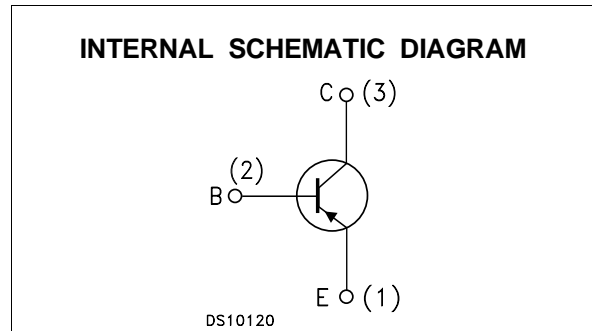 INTERNAL SCHEMATIC DIAGRAM
C (3)
(2)
B
E (1)
DS10120